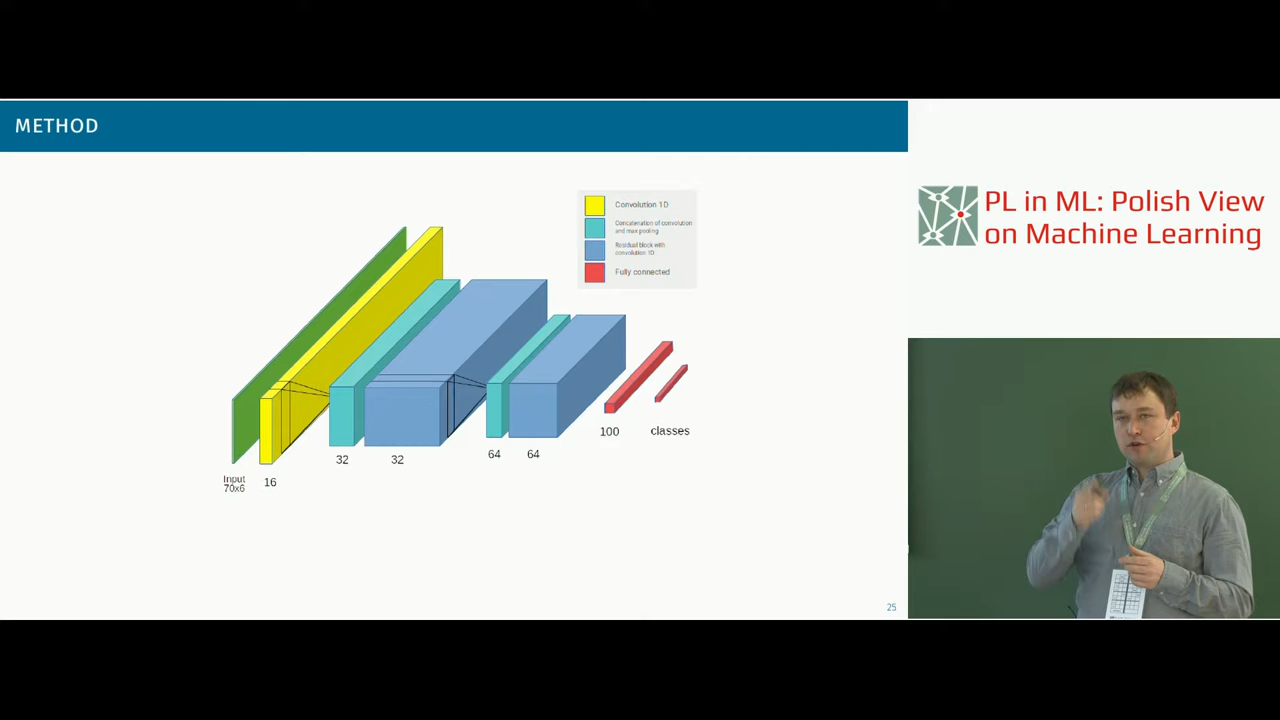 METHOD
Convolution 1D
Concatenation of convolution
and max pooling
Residual block with
convolution 1D
Fully connected
Input
70x6
16
32
32
64
64
100
classes
25
PL in ML: Polish View
on Machine Learning